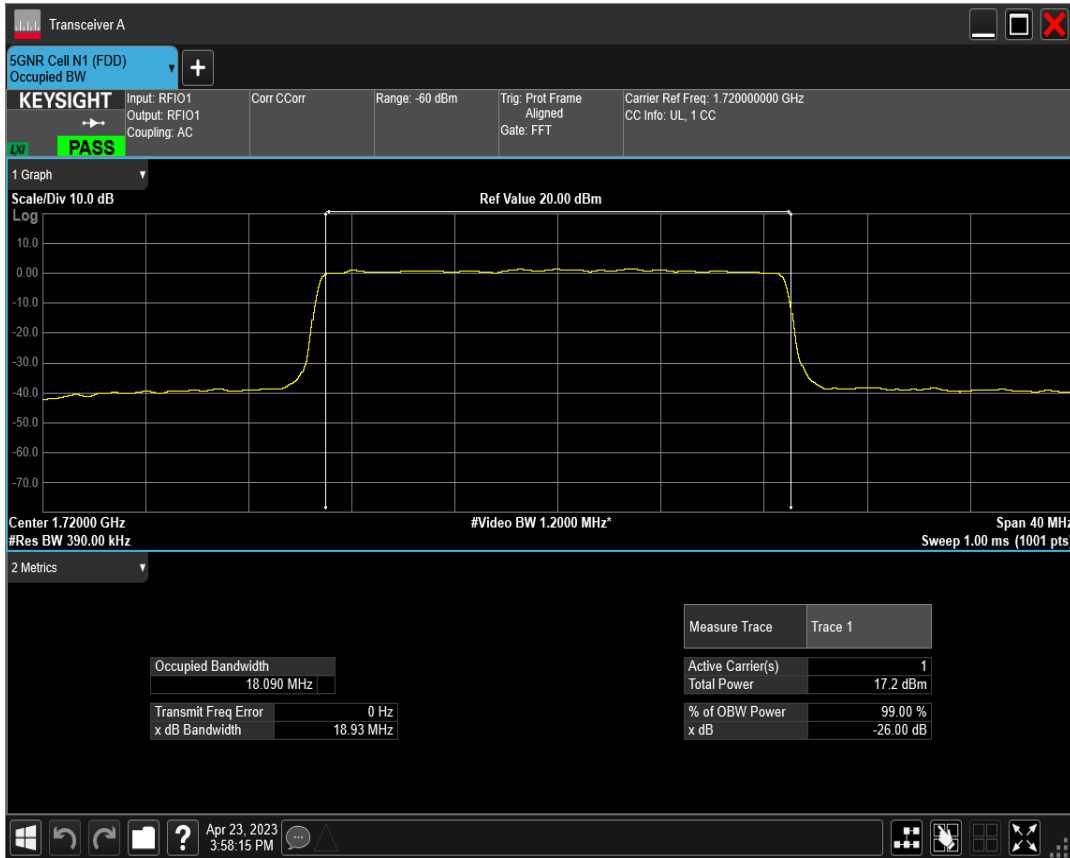 Transceiver A
5GNR Cell N1 (FDD)
Occupied BW
+
KEYSIGHT
LXI
PASS
Input: RFIO1
Output: RFIO1
Coupling: AC
Corr CCorr
Range: -60 dBm
Trig: Prot Frame
Aligned
Gate: FFT
Carrier Ref Freq: 1.720000000 GHz
CC Info: UL, 1 CC
1 Graph
Scale/Div 10.0 dB
Ref Value 20.00 dBm
Log
10.0
0.00
-10.0
-20.0
-30.0
-40.0
-50.0
-60.0
-70.0
Center 1.72000 GHz
#Video BW 1.2000 MHz*
Span 40 MHz
#Res BW 390.00 kHz
Sweep 1.00 ms (1001 pts)
2 Metrics
Measure Trace
Trace 1
Occupied Bandwidth
18.090 MHz
Active Carrier(s) 1
Total Power 17.2 dBm
Transmit Freq Error 0 Hz
x dB Bandwidth 18.93 MHz
% of OBW Power 99.00 %
x dB -26.00 dB
?
Apr 23, 2023
3:58:15 PM